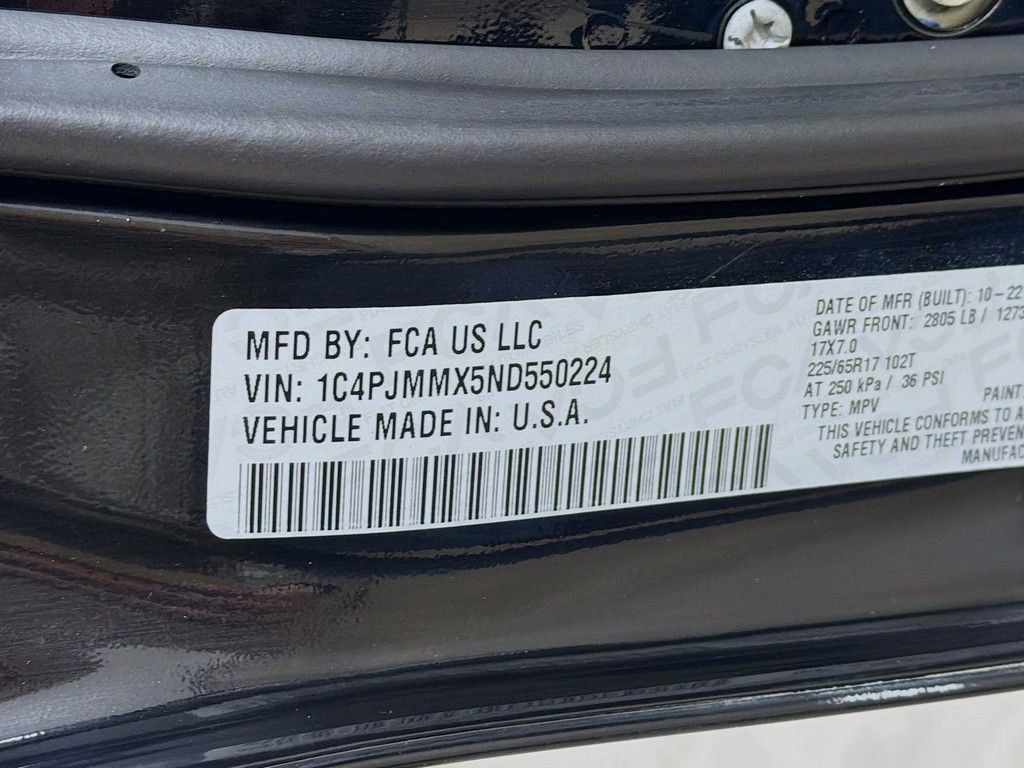 MFD BY: FCA US LLC
VIN: 1C4PJMMX5ND550224
VEHICLE MADE IN: U.S.A.
DATE OF MFR (BUILT): 10-22
GAWR FRONT: 2805 LB / 1273
17X7.0
225/65R17 102T
AT 250 kPa / 36 PSI
TYPE: MPV PAINT:
THIS VEHICLE CONFORMS TO A
SAFETY AND THEFT PREVEN
MANUFAC